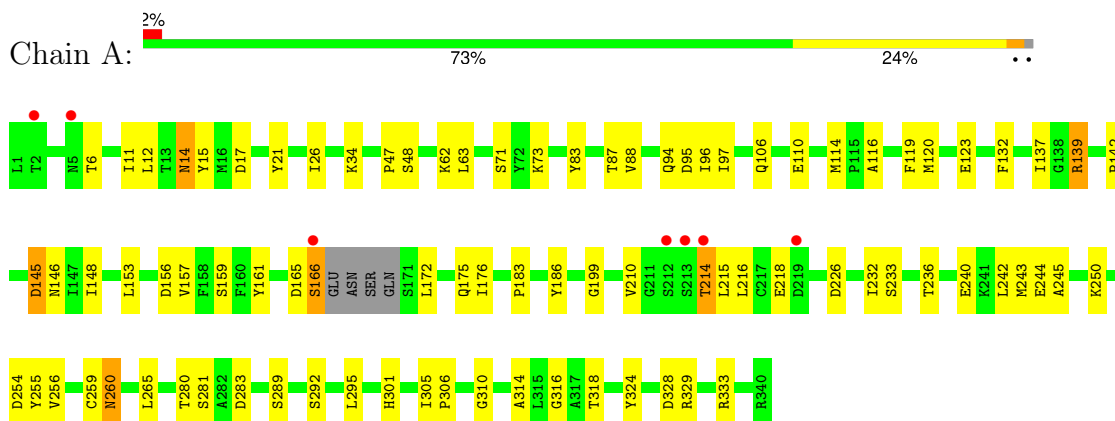 2%
Chain A:
73% 24% • •
L1 T2 N5 T6 I11 L12 T13 N14 Y15 M16 D17 Y21 I26 K34 P47 S48 K62 L63 S71 Y72 K73 Y83 T87 V88 Q94 D95 I96 I97 Q106 E110 M114 P115 A116 F119 M120 E123 F132 I137 G138 R139
D145 N146 I147 I148 L153 D156 V157 F158 S159 F160 Y161 D165 S166 GLU ASN SER GLN S171 L172 Q175 I176 P183 Y186 G199 V210 G211 S212 S213 T214 L215 L216 C217 E218 D219 D226 I232 S233 T236 E240 K241 L242 M243 E244 A245 K250
D254 Y255 V256 C259 N260 L265 T280 S281 A282 D283 S289 S292 L295 H301 I305 P306 G310 A314 L315 G316 A317 T318 Y324 D328 R329 R333 R340